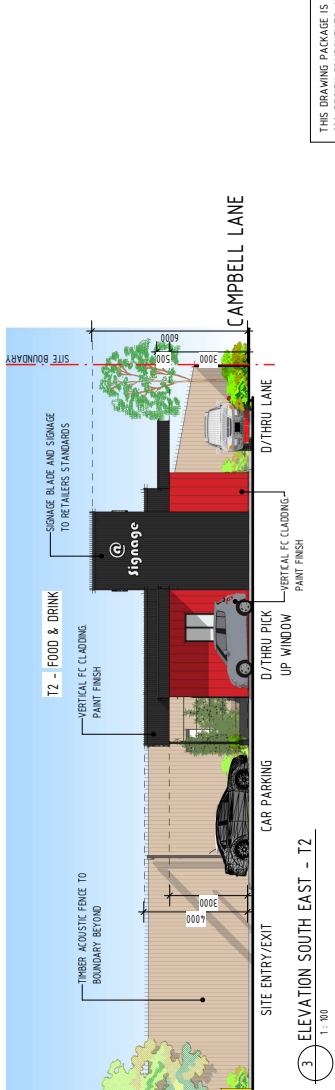 THIS DRAWING PACKAGE IS
SITE BOUNDARY
SIGNAGE BLADE AND SIGNAGE
TO RETAILERS STANDARDS
T2 - FOOD & DRINK
VERTICAL FC CLADDING.
PAINT FINISH
TIMBER ACOUSTIC FENCE TO
BOUNDARY BEYOND
@
Signage
6000
500
3000
4000
3000
CAMPBELL LANE
SITE ENTRY/EXIT
CAR PARKING
D/THRU PICK
UP WINDOW
VERTICAL FC CLADDING.
PAINT FINISH
D/THRU LANE
3
ELEVATION SOUTH EAST - T2
1 : 100